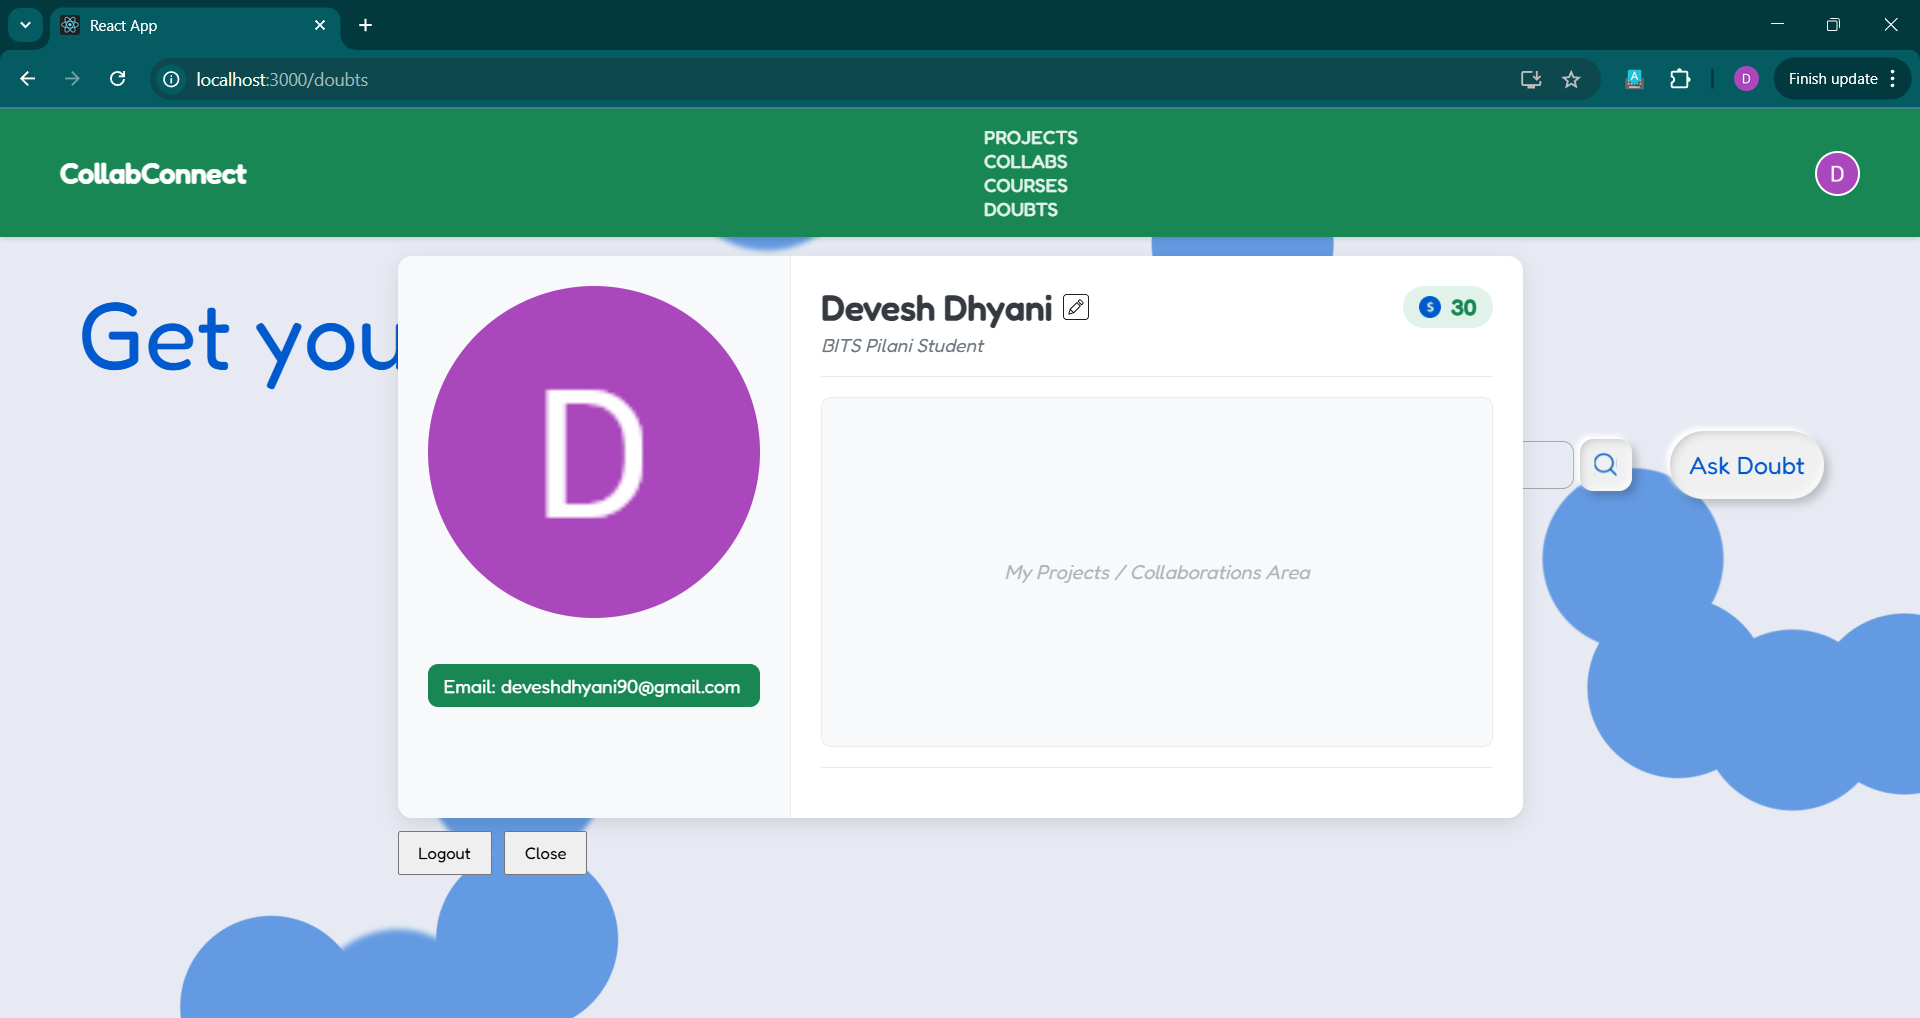 React App
localhost:3000/doubts
A
D
Finish update
CollabConnect
PROJECTS
COLLABS
COURSES
DOUBTS
D
Get you
D
Email: deveshdhyani90@gmail.com
Devesh Dhyani
$ 30
BITS Pilani Student
My Projects / Collaborations Area
Ask Doubt
Logout
Close